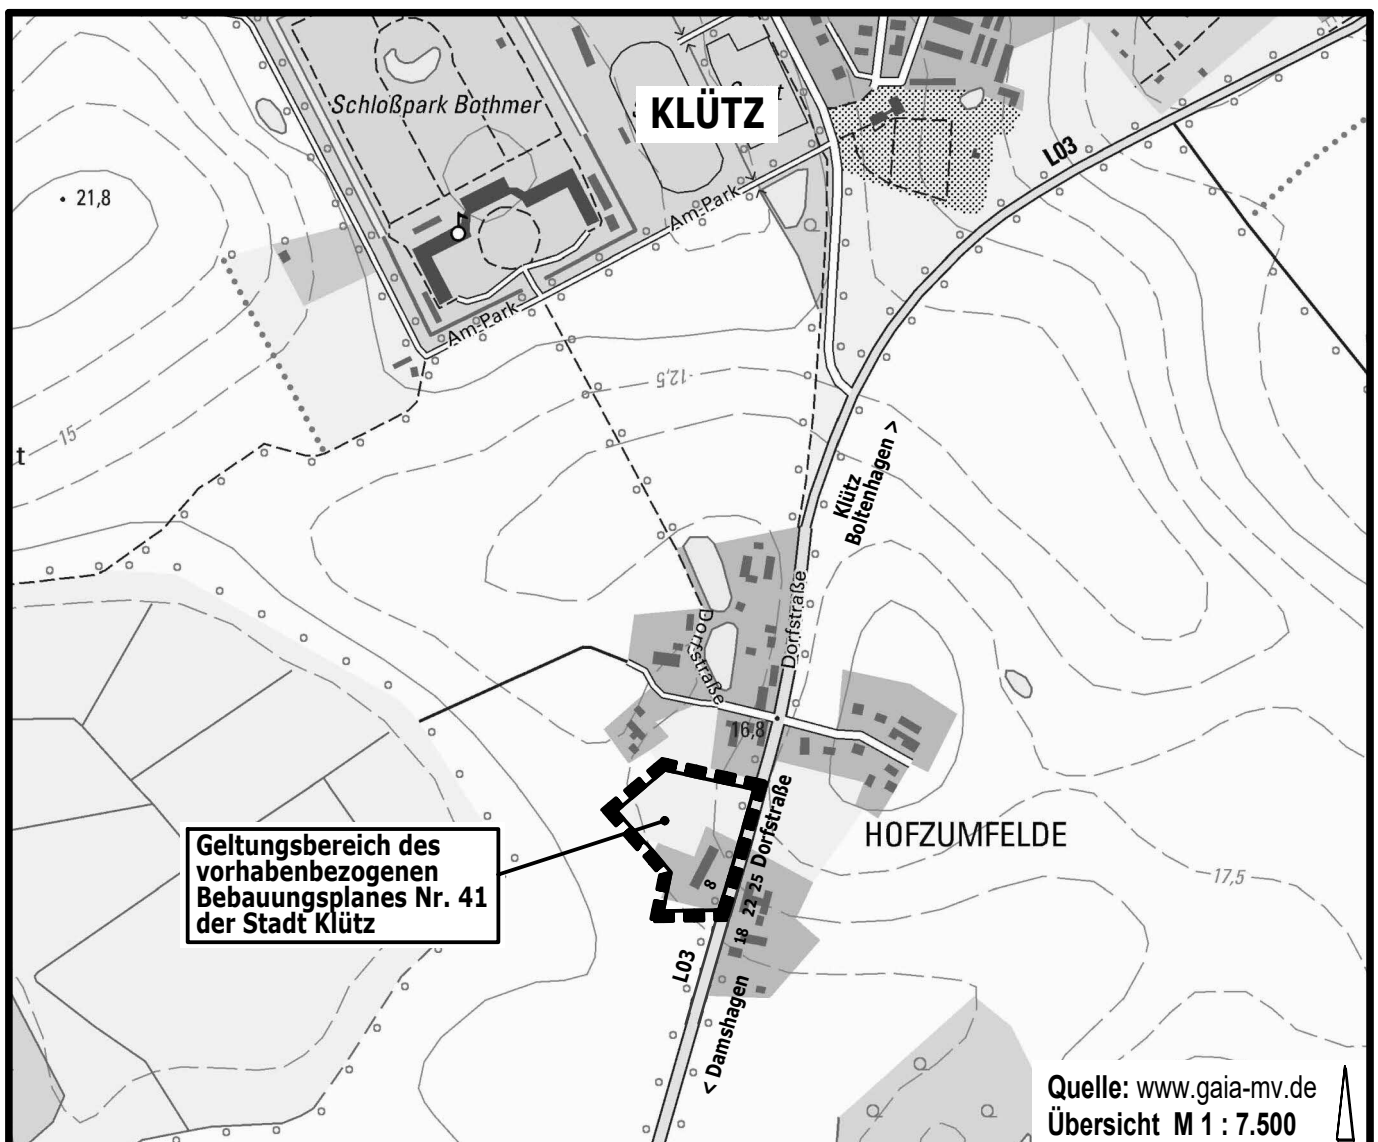 Schloßpark Bothmer
KLÜTZ
L03
21,8
Am-Park
Am-Park
12,5
15
t
Klütz
Boltenhagen >
Dorfstraße
Dorfstraße
16,8
Dorfstraße
HOFZUMFELDE
Geltungsbereich des
vorhabenbezogenen
Bebauungsplanes Nr. 41
der Stadt Klütz
8
25
22
18
17,5
L03
< Damshagen
Quelle: www.gaia-mv.de
Übersicht M 1 : 7.500